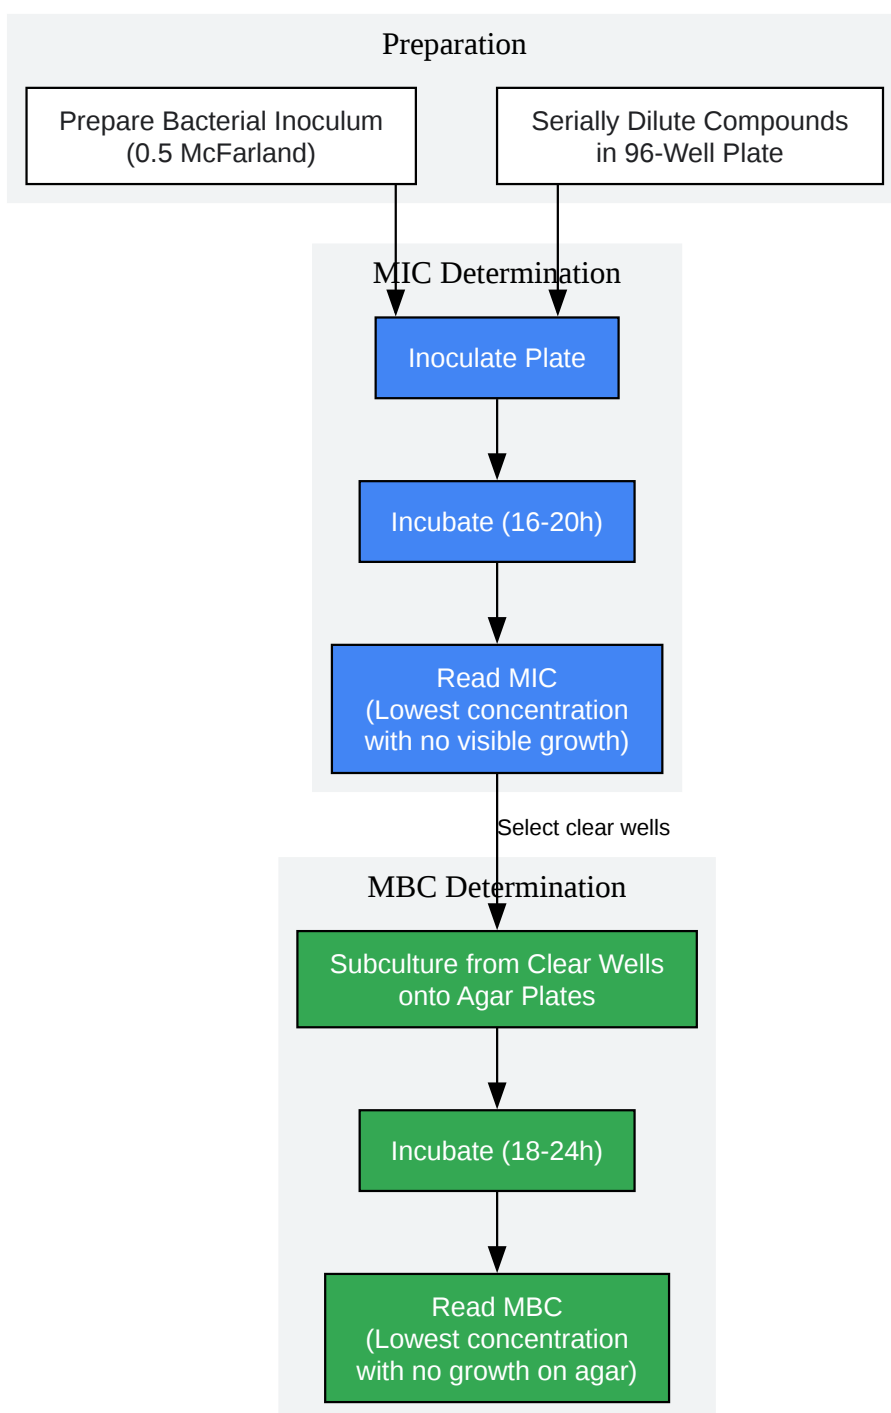 Preparation
Prepare Bacterial Inoculum
(0.5 McFarland)
Serially Dilute Compounds
in 96-Well Plate
MIC Determination
Inoculate Plate
Incubate (16-20h)
Read MIC
(Lowest concentration
with no visible growth)
Select clear wells
MBC Determination
Subculture from Clear Wells
onto Agar Plates
Incubate (18-24h)
Read MBC
(Lowest concentration
with no growth on agar)